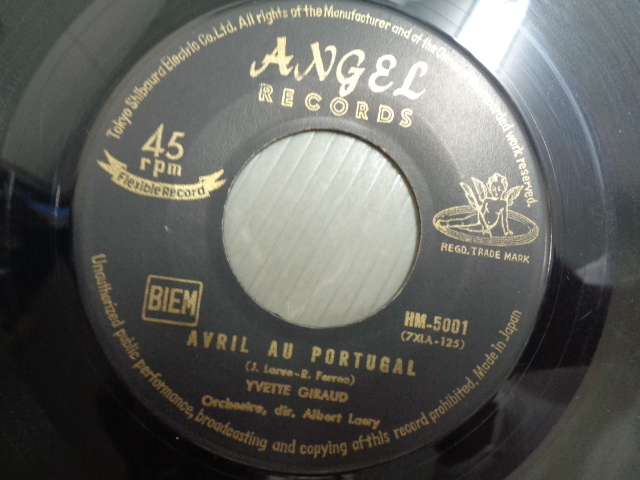 Tokyo Shibaura Electric Co. Ltd. All rights of the Manufacturer and of the recorded work reserved.
ANGEL
RECORDS
45
rpm
Flexible Record
REGD. TRADE MARK
BIEM
HM-5001
(7XLA-125)
AVRIL AU PORTUGAL
(J. Larue-R. Ferrao)
YVETTE GIRAUD
Orchestre, dir. Albert Lasry
Unauthorized public performance, broadcasting and copying of this record prohibited. Made in Japan